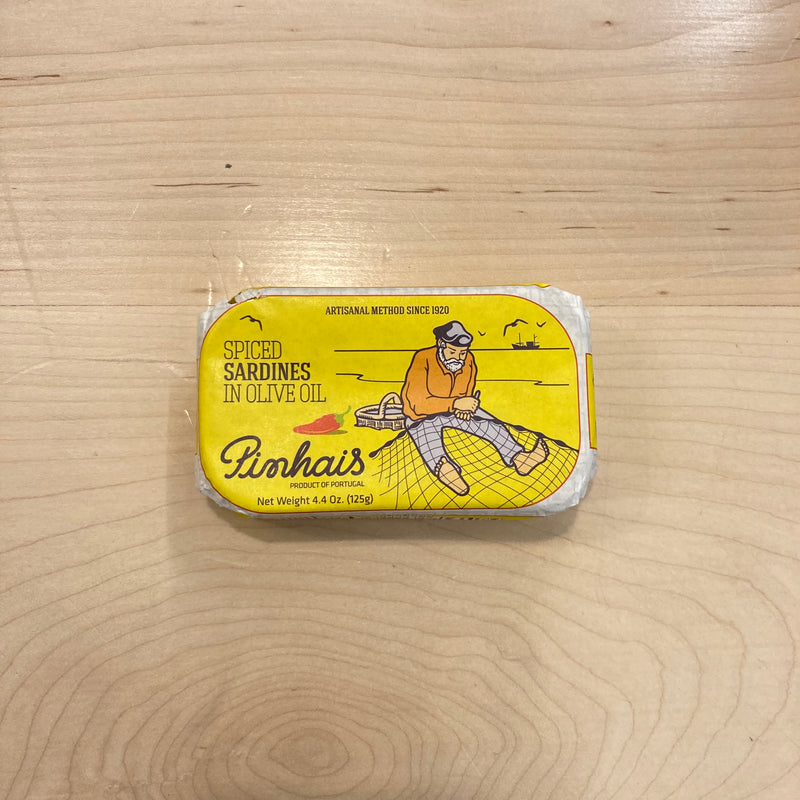 ARTISANAL METHOD SINCE 1920
SPICED
SARDINES
IN OLIVE OIL
Pinhais
PRODUCT OF PORTUGAL
Net Weight 4.4 Oz. (125g)